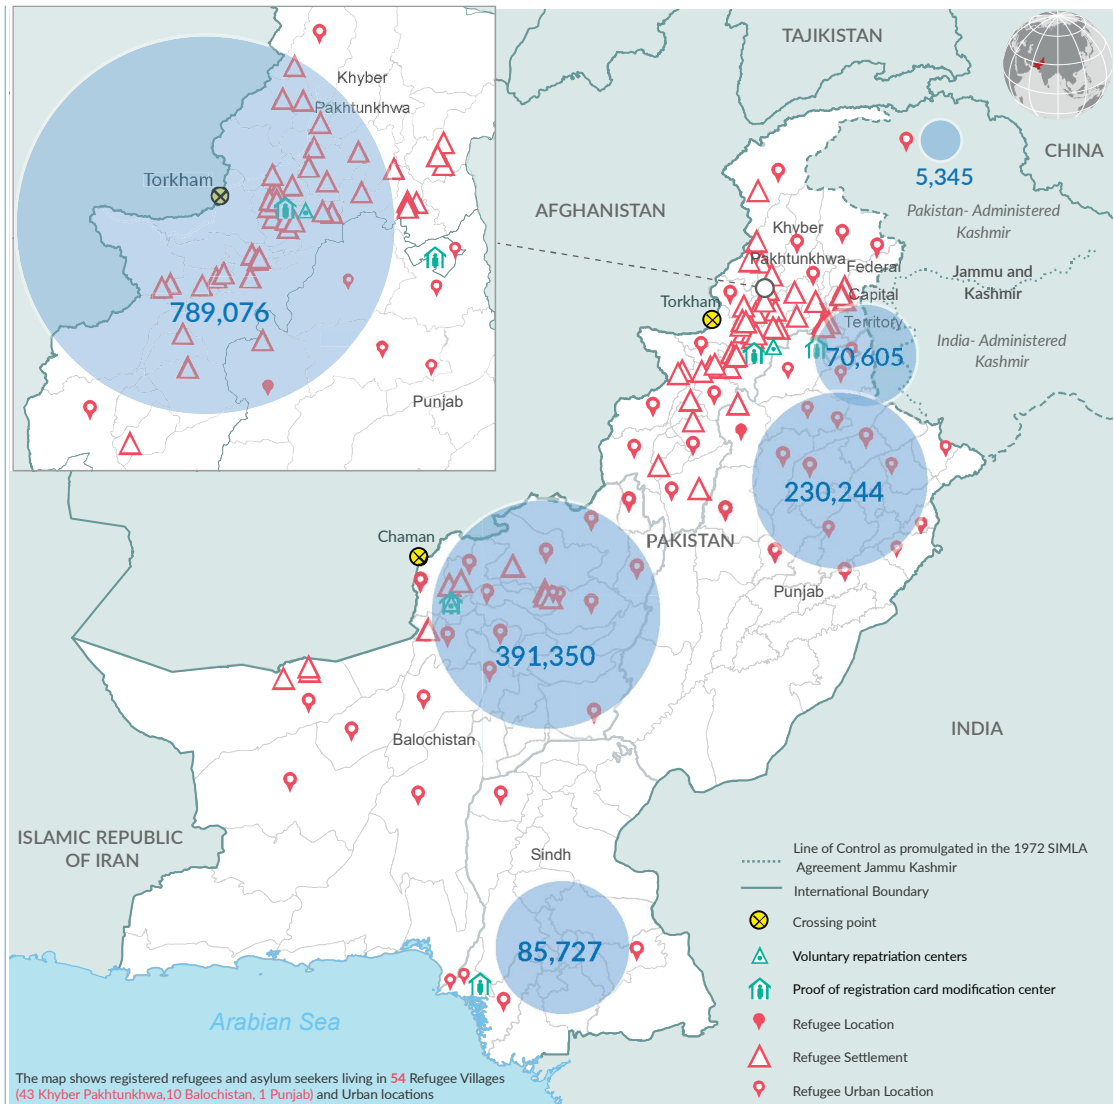 TAJIKISTAN
CHINA
5,345
Pakistan- Administered
Kashmir
AFGHANISTAN
Khyber
Pakhtunkhwa
Torkham
789,076
Punjab
Khyber
Pakhtunkhwa
Federal
Capital
Territory
Jammu and
Kashmir
Torkham
India- Administered
Kashmir
70,605
230,244
PAKISTAN
Chaman
Punjab
391,350
Balochistan
INDIA
ISLAMIC REPUBLIC
OF IRAN
Sindh
85,727
Arabian Sea
Line of Control as promulgated in the 1972 SIMLA
Agreement Jammu Kashmir
International Boundary
Crossing point
Voluntary repatriation centers
Proof of registration card modification center
Refugee Location
Refugee Settlement
Refugee Urban Location
The map shows registered refugees and asylum seekers living in 54 Refugee Villages
(43 Khyber Pakhtunkhwa,10 Balochistan, 1 Punjab) and Urban locations